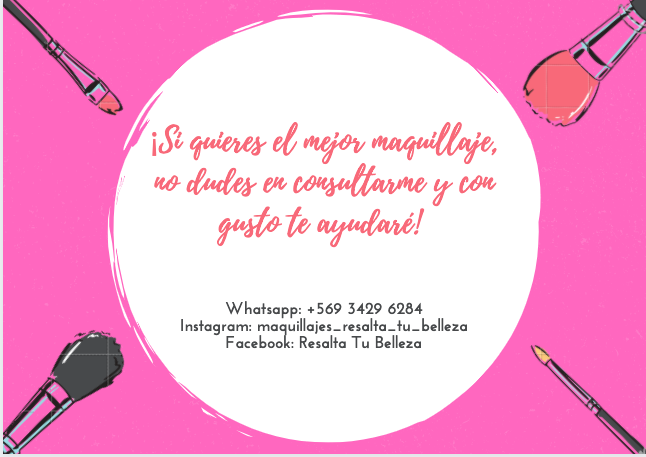 ¡Si quieres el mejor maquillaje,
no dudes en consultarme y con
gusto te ayudaré!
Whatsapp: +569 3429 6284
Instagram: maquillajes_resalta_tu_belleza
Facebook: Resalta Tu Belleza